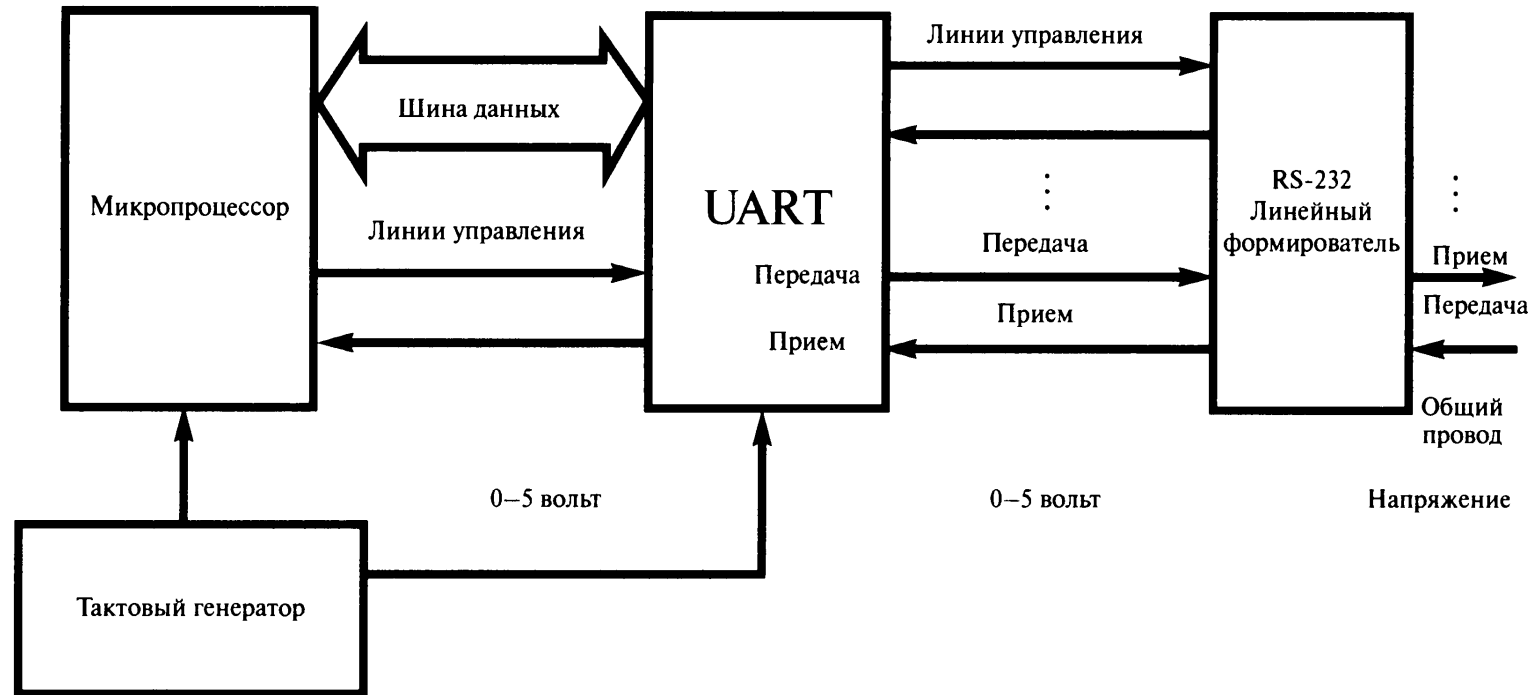 Линии управления
Шина данных
Микропроцессор
UART
RS-232
Линейный
формирователь
Линии управления
Передача
Прием
Передача
Прием
Передача
Прием
Общий
провод
0–5 вольт
0–5 вольт
Напряжение
Тактовый генератор